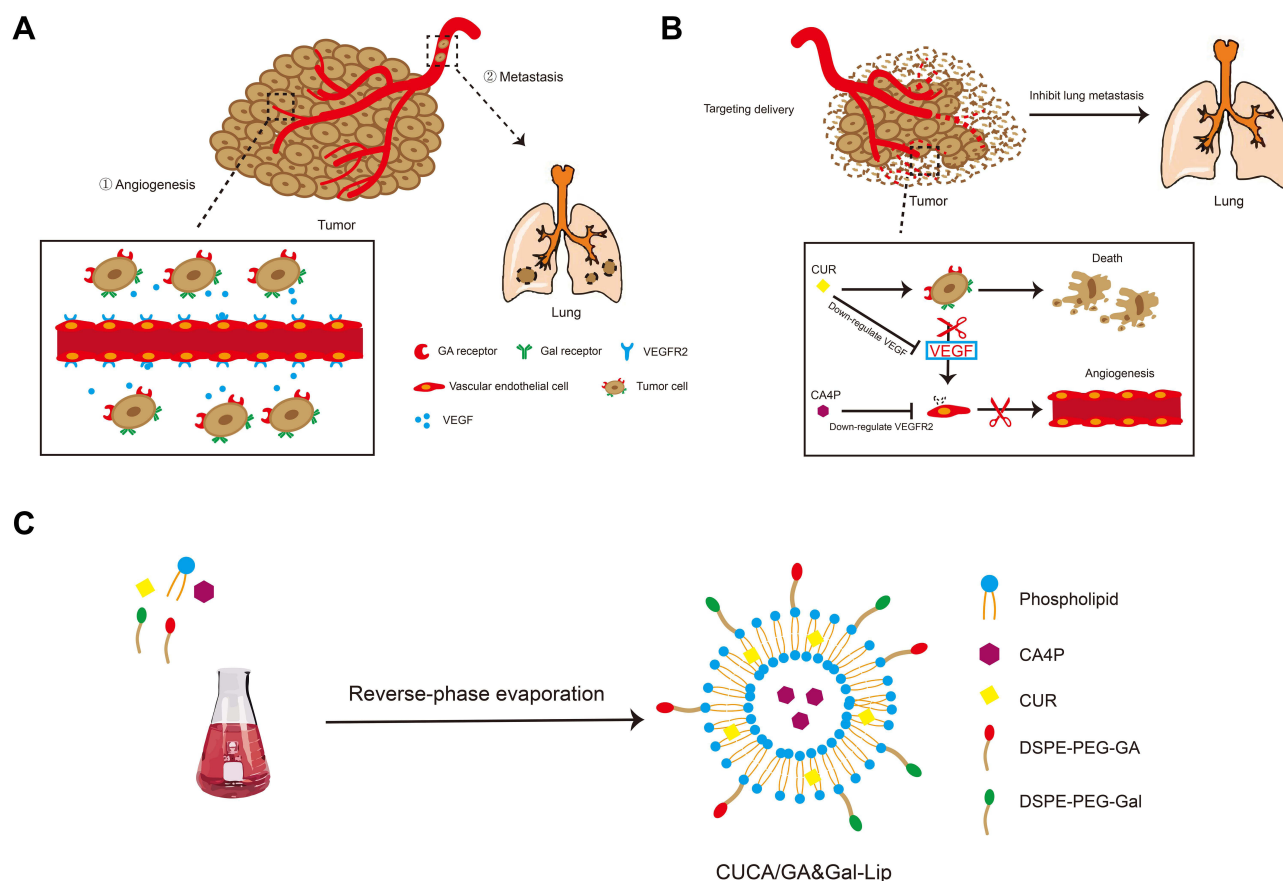 A
② Metastasis
① Angiogenesis
Tumor
Lung
GA receptor
Gal receptor
VEGFR2
Vascular endothelial cell
Tumor cell
VEGF
B
Targeting delivery
Inhibit lung metastasis
Tumor
Lung
CUR
Death
Down-regulate VEGF
VEGF
CA4P
Angiogenesis
Down-regulate VEGFR2
C
Reverse-phase evaporation
Phospholipid
CA4P
CUR
DSPE-PEG-GA
DSPE-PEG-Gal
CUCA/GA&Gal-Lip